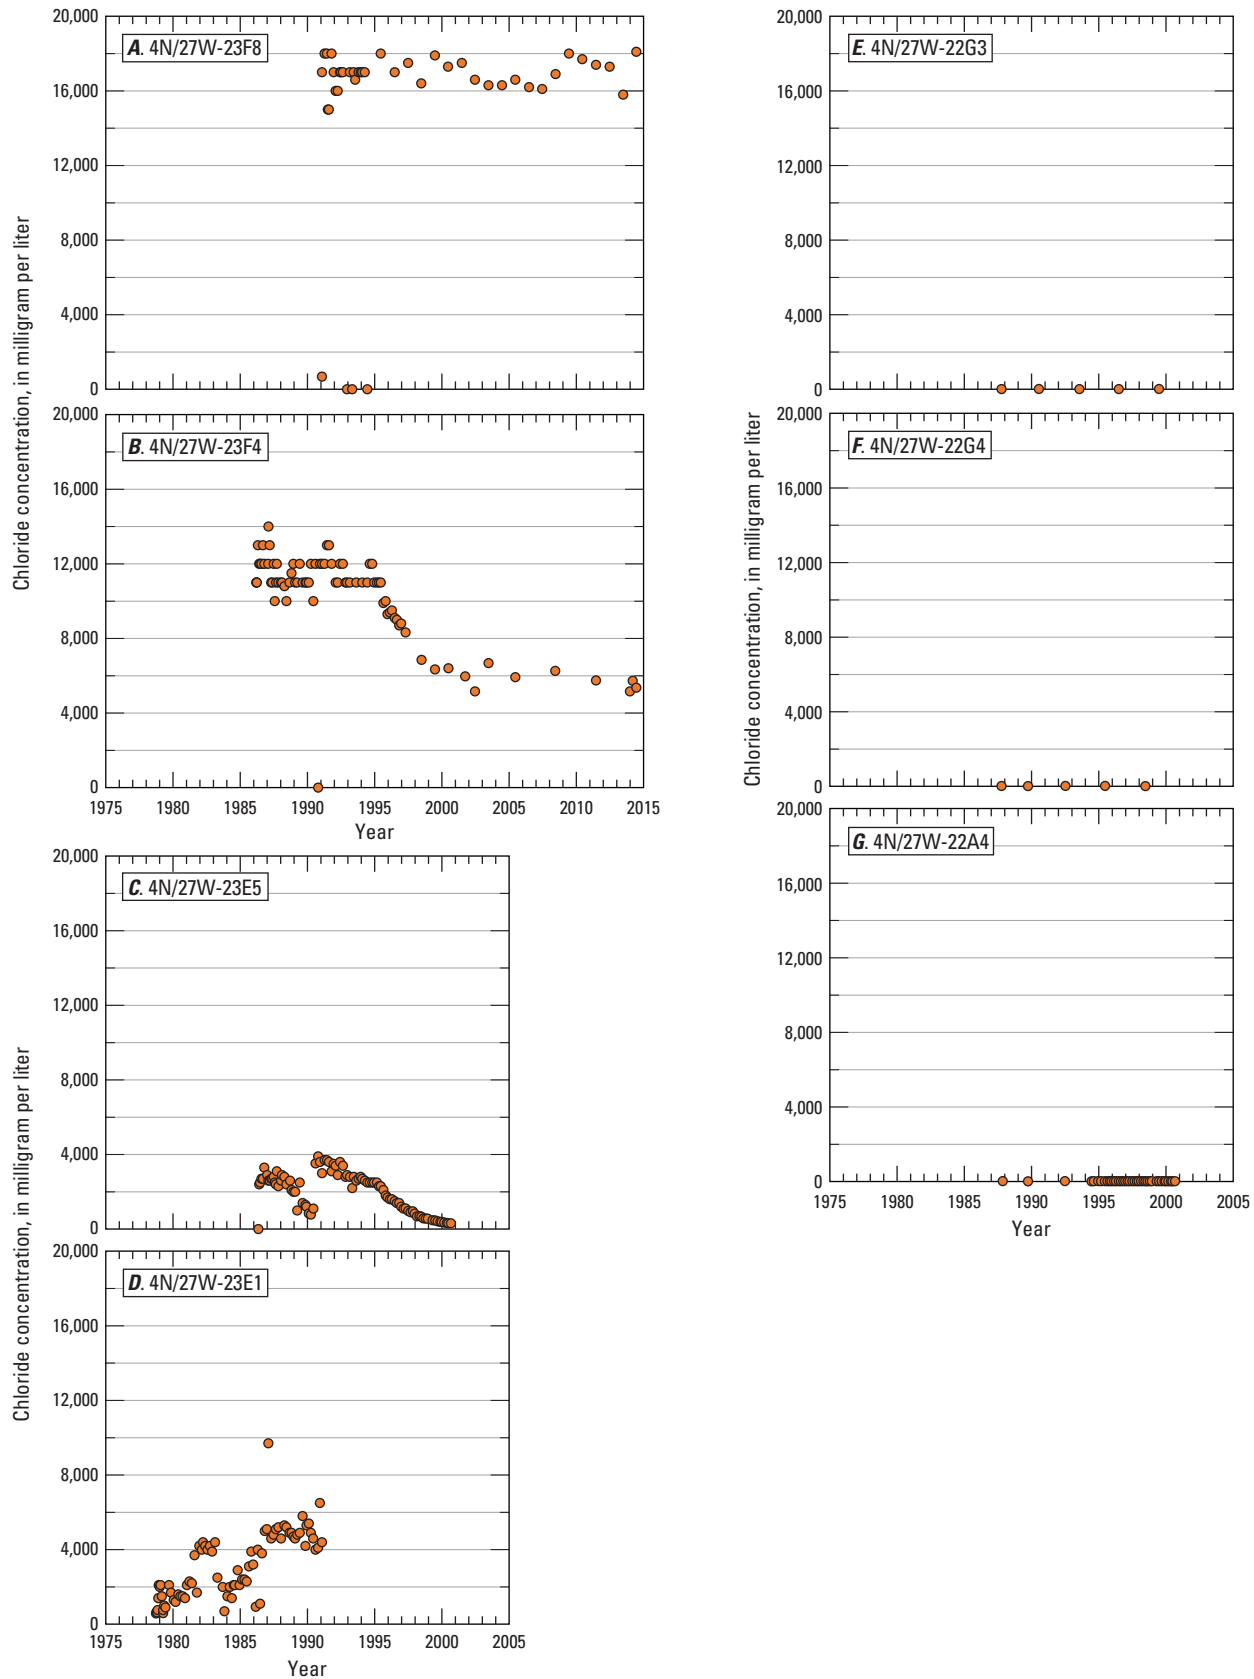 A. 4N/27W-23F8
20,000
16,000
12,000
8,000
4,000
0
B. 4N/27W-23F4
20,000
16,000
12,000
8,000
4,000
0
1975 1980 1985 1990 1995 2000 2005 2010 2015
Year
Chloride concentration, in milligram per liter
C. 4N/27W-23E5
20,000
16,000
12,000
8,000
4,000
0
D. 4N/27W-23E1
20,000
16,000
12,000
8,000
4,000
0
1975 1980 1985 1990 1995 2000 2005
Year
Chloride concentration, in milligram per liter
E. 4N/27W-22G3
20,000
16,000
12,000
8,000
4,000
0
F. 4N/27W-22G4
20,000
16,000
12,000
8,000
4,000
0
G. 4N/27W-22A4
20,000
16,000
12,000
8,000
4,000
0
1975 1980 1985 1990 1995 2000 2005
Year
Chloride concentration, in milligram per liter